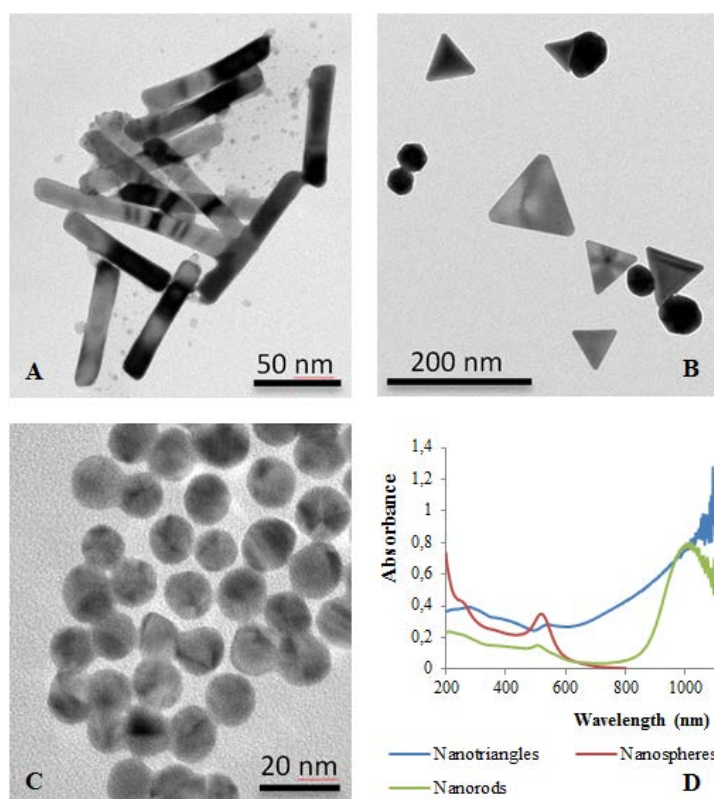 A
50 nm
200 nm
B
C
20 nm
1,4
1,2
1
0,8
0,6
0,4
0,2
0
Absorbance
200 400 600 800 1000
Wavelength (nm)
Nanotriangles Nanospheres
Nanorods
D